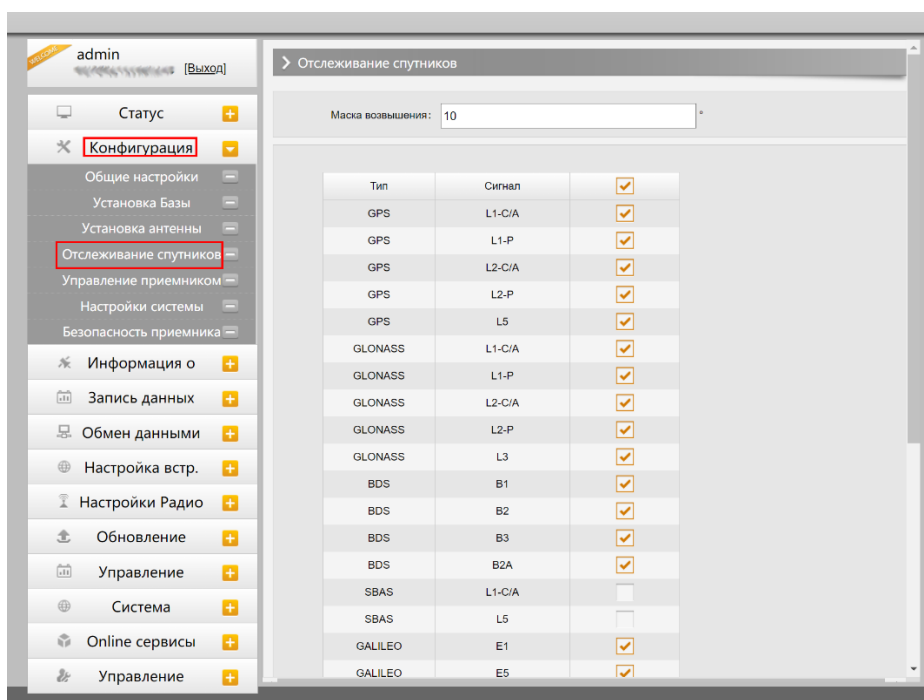 WELCOME
admin
[Выход]
Статус
Конфигурация
Общие настройки
Установка Базы
Установка антенны
Отслеживание спутников
Управление приемником
Настройки системы
Безопасность приемника
Информация о
Запись данных
Обмен данными
Настройка встр.
Настройки Радио
Обновление
Управление
Система
Online сервисы
Управление
Отслеживание спутников
Маска возвышения: 10 °
Тип Сигнал
GPS L1-C/A
GPS L1-P
GPS L2-C/A
GPS L2-P
GPS L5
GLONASS L1-C/A
GLONASS L1-P
GLONASS L2-C/A
GLONASS L2-P
GLONASS L3
BDS B1
BDS B2
BDS B3
BDS B2A
SBAS L1-C/A
SBAS L5
GALILEO E1
GALILEO E5